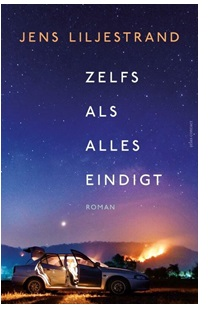 JENS LILJESTRAND
ZELFS
ALS
ALLES
EINDIGT
ROMAN